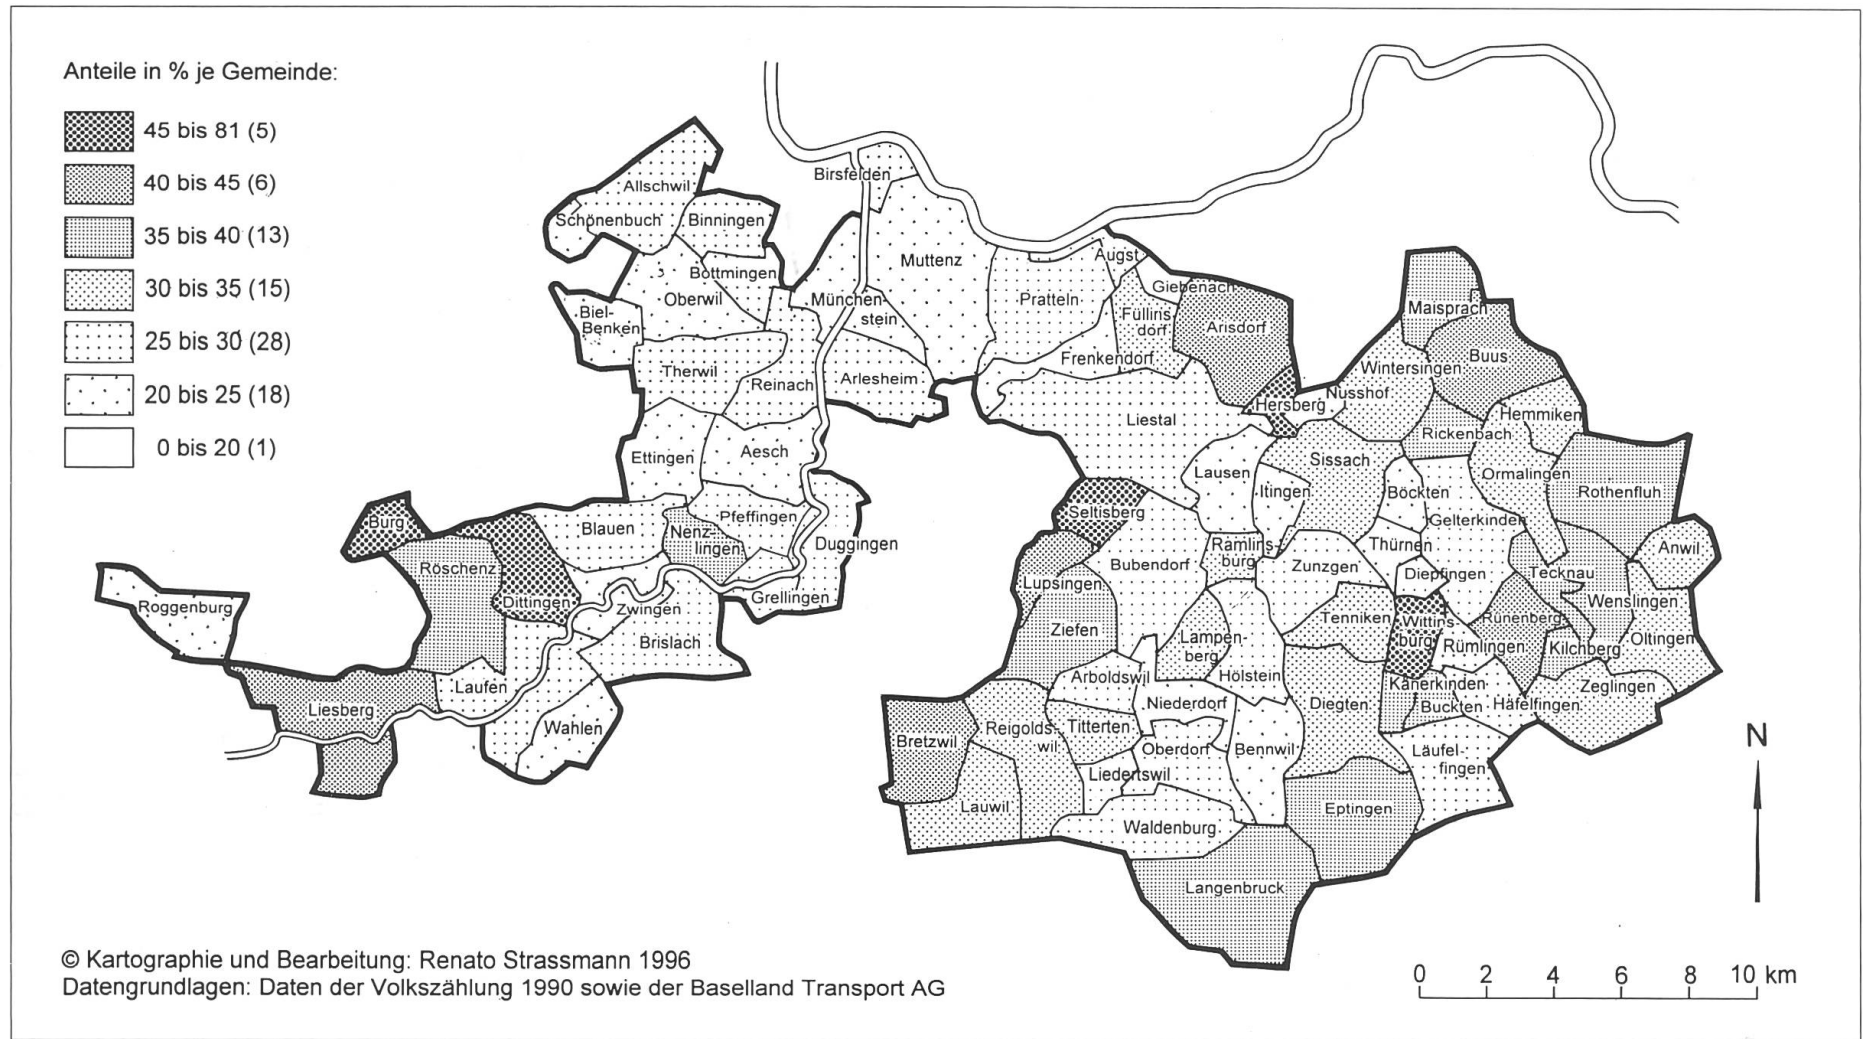 Anteile in % je Gemeinde:
45 bis 81 (5)
40 bis 45 (6)
35 bis 40 (13)
30 bis 35 (15)
25 bis 30 (28)
20 bis 25 (18)
0 bis 20 (1)
Birsfelden
Allschwil
Schönenbuch
Binningen
Bottmingen
Oberwil
Biel-
Benken
München-
stein
Muttenz
Therwil
Reinach
Arlesheim
Ettingen
Aesch
Pfeffingen
Blauen
Nenz-
lingen
Duggingen
Grellingen
Burg
Röschenz
Dittingen
Zwingen
Brislach
Roggenburg
Laufen
Liesberg
Wahlen
Augst
Pratteln
Giebenach
Füllins
dorf
Arisdorf
Frenkendorf
Hersberg
Nusshof
Wintersingen
Maisprach
Buus
Hemmiken
Rickenbach
Liestal
Lausen
Itingen
Sissach
Böckten
Ormalingen
Rothenfluh
Gelterkinden
Seltisberg
Ramlins-
burg
Bubendorf
Zunzgen
Thürnen
Diepflingen
Tecknau
Anwil
Wenslingen
Oltingen
Lupsingen
Ziefen
Lampen-
berg
Tenniken
Wittins
burg
Rünenberg
Rümlingen
Kilchberg
Zeglingen
Arboldswil
Hölstein
Känerkinden
Buckten
Häfelfingen
Niederdorf
Diegten
Bretzwil
Reigolds-
wil
Titterten
Oberdorf
Bennwil
Läufel-
fingen
Liedertswil
Lauwil
Waldenburg
Eptingen
Langenbruck
N
0 2 4 6 8 10 km
© Kartographie und Bearbeitung: Renato Strassmann 1996
Datengrundlagen: Daten der Volkszählung 1990 sowie der Baselland Transport AG